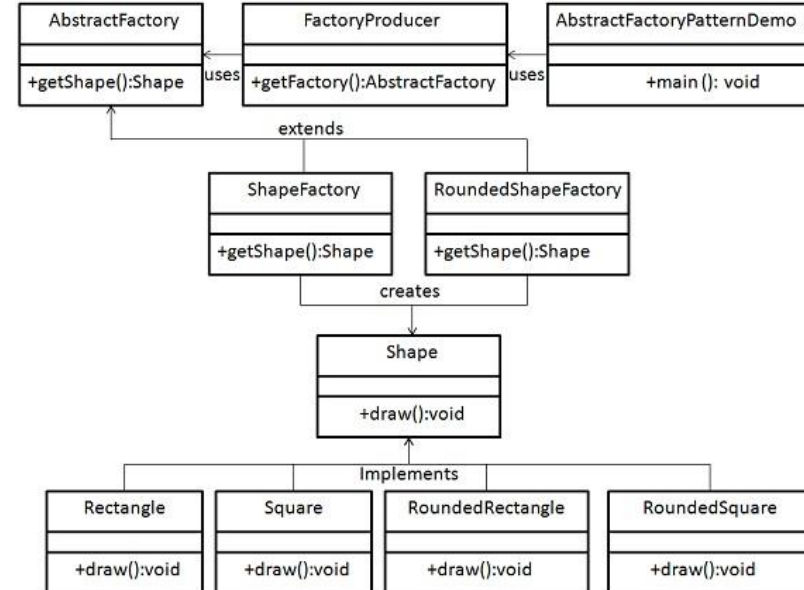 AbstractFactory
+getShape():Shape
uses
FactoryProducer
+getFactory():AbstractFactory
uses
AbstractFactoryPatternDemo
+main (): void
extends
ShapeFactory
+getShape():Shape
RoundedShapeFactory
+getShape():Shape
creates
Shape
+draw():void
Implements
Rectangle
+draw():void
Square
+draw():void
RoundedRectangle
+draw():void
RoundedSquare
+draw():void